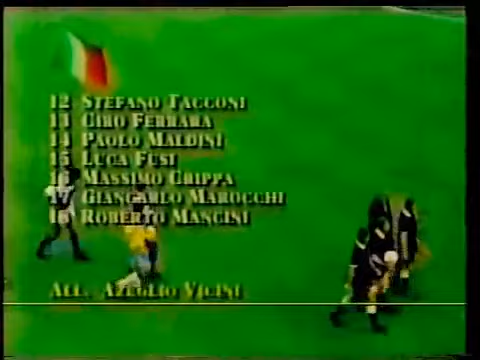 12 STEFANO TACCONI
13 CIRO FERRARA
14 PAOLO MALDINI
15 LUCA FUSI
16 MASSIMO CRIPPA
17 GIANCARLO MAROCCHI
18 ROBERTO MANCINI
ALL. AZEGLIO VICINI